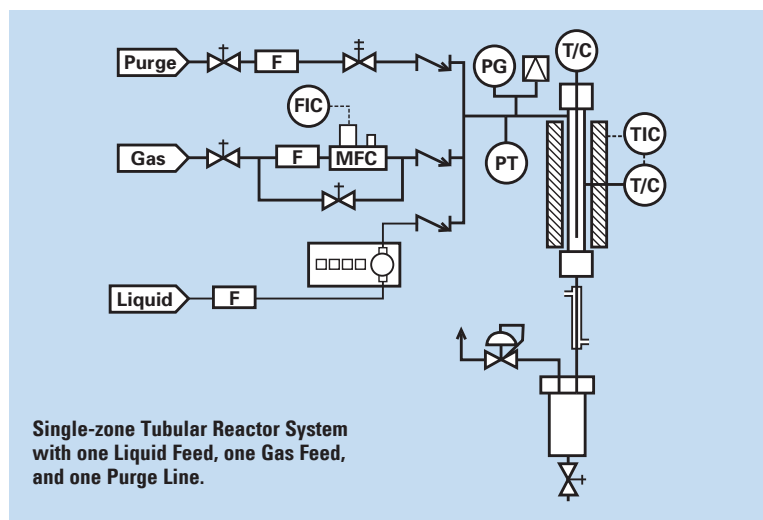 Purge
F
PG
T/C
FIC
Gas
F
MFC
PT
TIC
T/C
Liquid
F
Single-zone Tubular Reactor System
with one Liquid Feed, one Gas Feed,
and one Purge Line.